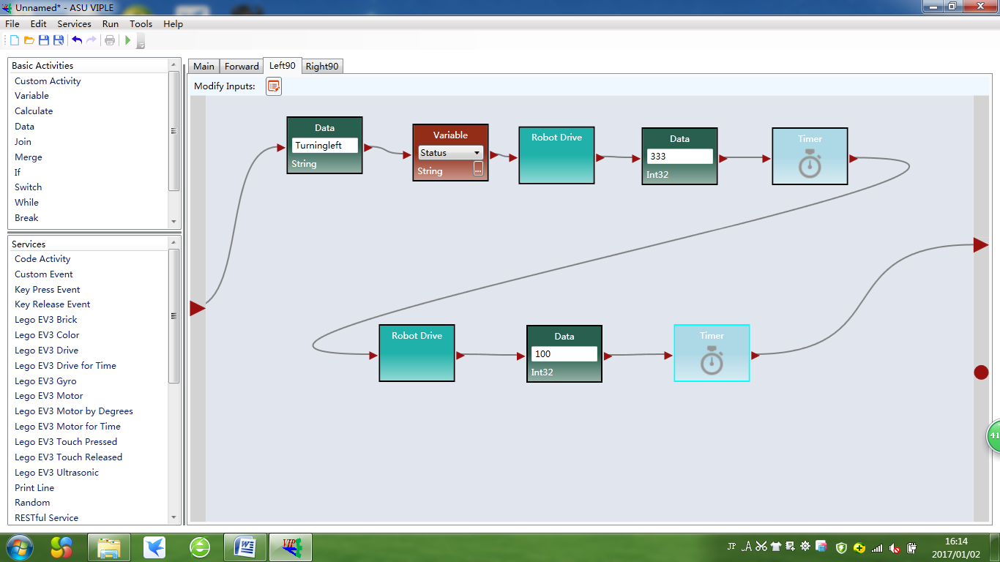 Unnamed* - ASU VIPLE
File Edit Services Run Tools Help
Basic Activities
Custom Activity
Variable
Calculate
Data
Join
Merge
If
Switch
While
Break
Services
Code Activity
Custom Event
Key Press Event
Key Release Event
Lego EV3 Brick
Lego EV3 Color
Lego EV3 Drive
Lego EV3 Drive for Time
Lego EV3 Gyro
Lego EV3 Motor
Lego EV3 Motor by Degrees
Lego EV3 Motor for Time
Lego EV3 Touch Pressed
Lego EV3 Touch Released
Lego EV3 Ultrasonic
Print Line
Random
RESTful Service
Main Forward Left90 Right90
Modify Inputs:
Data
Turningleft
String
Variable
Status
String
...
Robot Drive
Data
333
Int32
Timer
Robot Drive
Data
100
Int32
Timer
41
VIP
JP
16:14
2017/01/02